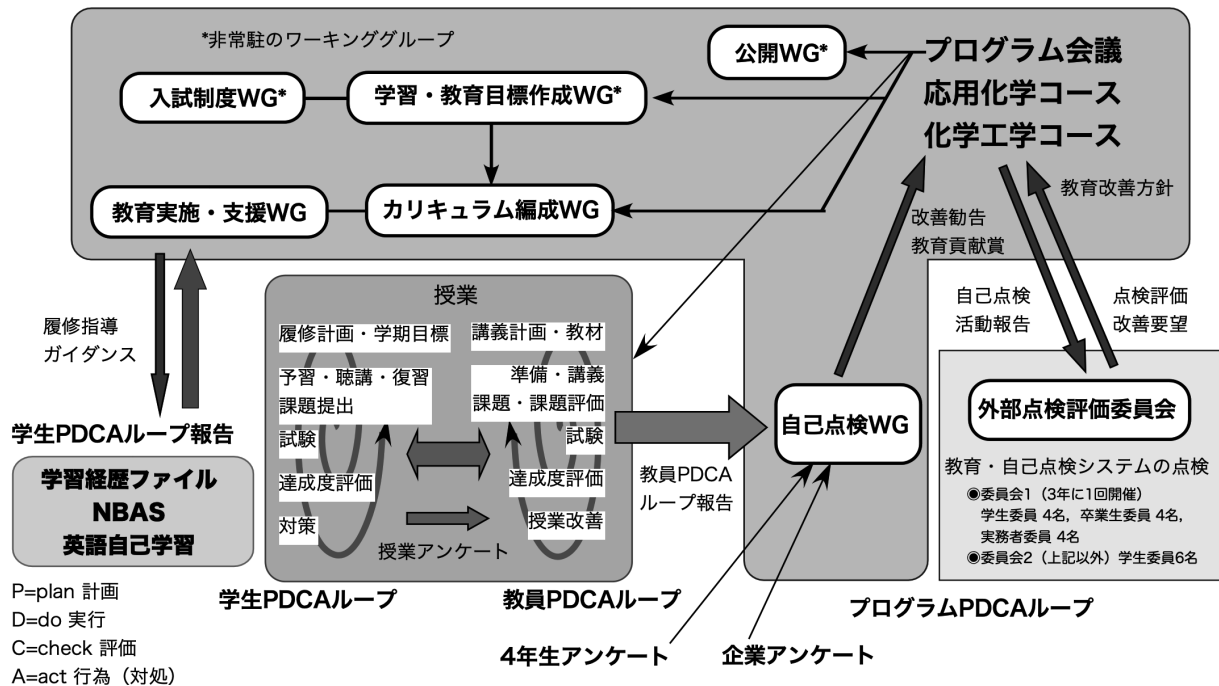 *非常駐のワーキンググループ
公開WG*
プログラム会議
応用化学コース
化学工学コース
入試制度WG*
学習・教育目標作成WG*
教育実施・支援WG
カリキュラム編成WG
改善勧告
教育貢献賞
教育改善方針
履修指導
ガイダンス
授業
履修計画・学期目標
予習・聴講・復習
課題提出
試験
達成度評価
対策
講義計画・教材
準備・講義
課題・課題評価
試験
達成度評価
授業改善
授業アンケート
学生PDCAループ
教員PDCAループ
学生PDCAループ報告
学習経歴ファイル
NBAS
英語自己学習
P=plan 計画
D=do 実行
C=check 評価
A=act 行為（対処）
教員PDCA
ループ報告
自己点検WG
4年生アンケート
企業アンケート
自己点検
活動報告
点検評価
改善要望
外部点検評価委員会
教育・自己点検システムの点検
◉委員会1（3年に1回開催）
学生委員 4名，卒業生委員 4名，
実務者委員 4名
◉委員会2（上記以外）学生委員6名
プログラムPDCAループ